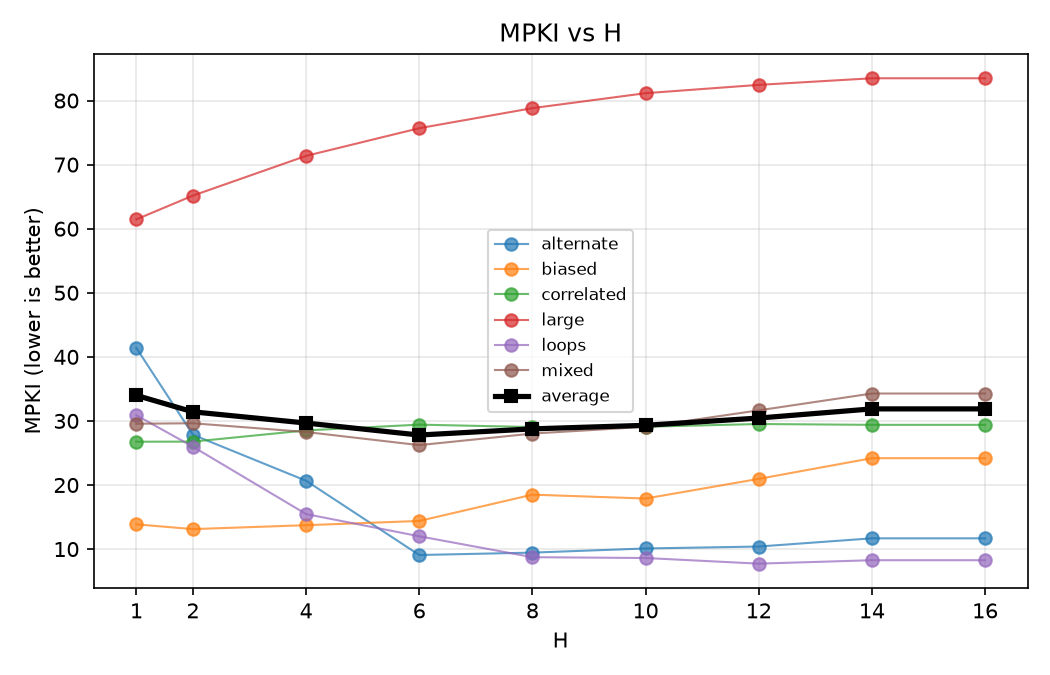 MPKI vs H
MPKI (lower is better)
80
70
60
50
40
30
20
10
alternate
biased
correlated
large
loops
mixed
average
1 2 4 6 8 10 12 14 16
H